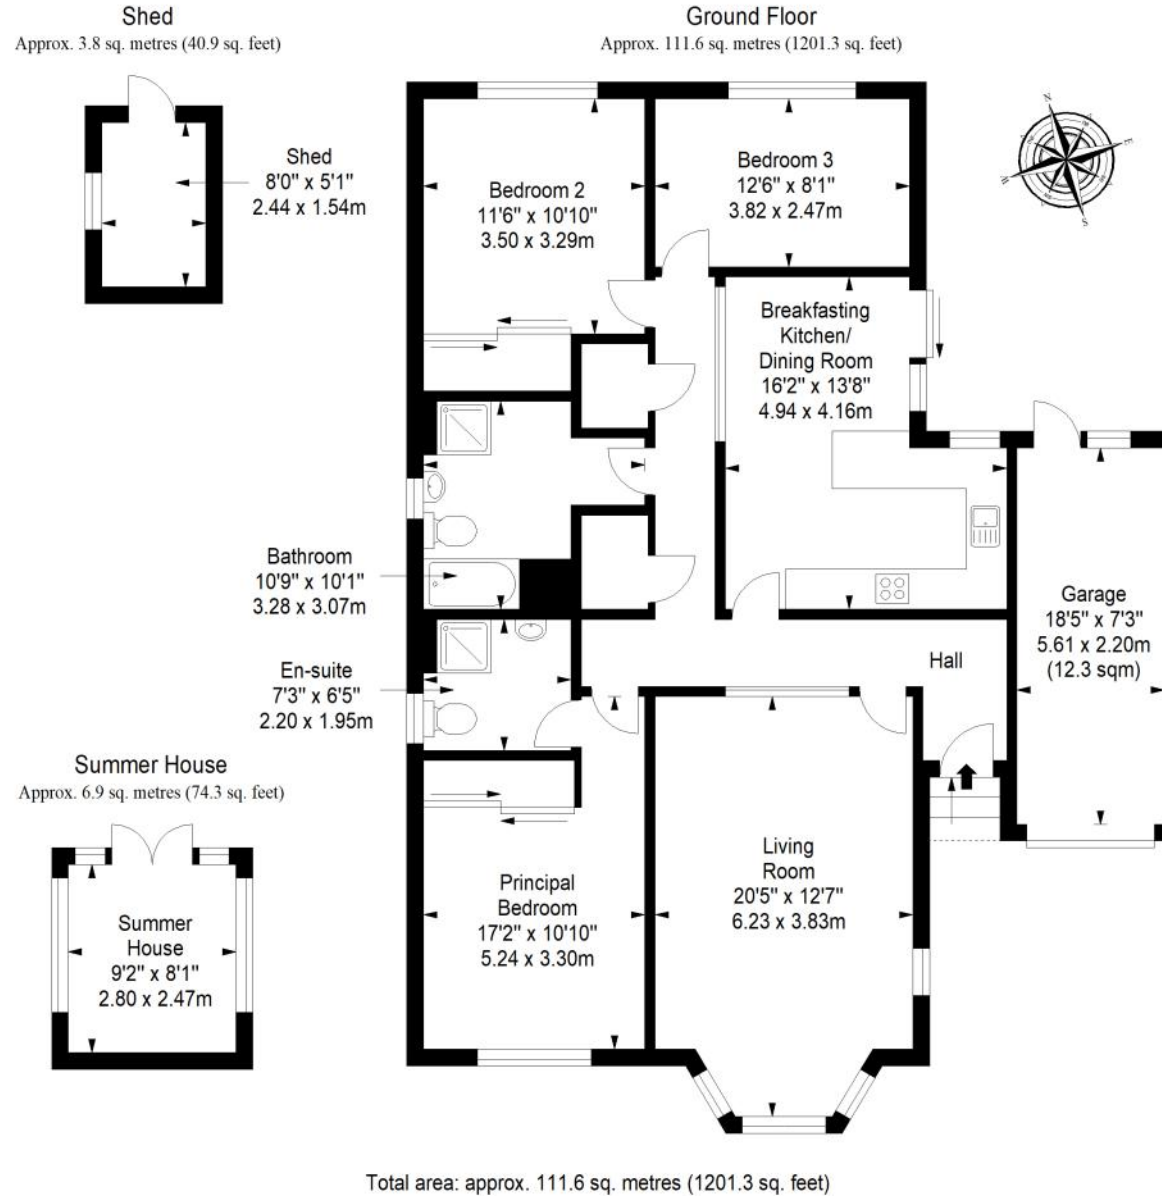 Shed
Approx. 3.8 sq. metres (40.9 sq. feet)
Ground Floor
Approx. 111.6 sq. metres (1201.3 sq. feet)
N
E
S
W
Shed
8'0" x 5'1"
2.44 x 1.54m
Bedroom 2
11'6" x 10'10"
3.50 x 3.29m
Bedroom 3
12'6" x 8'1"
3.82 x 2.47m
Breakfasting
Kitchen/
Dining Room
16'2" x 13'8"
4.94 x 4.16m
Bathroom
10'9" x 10'1"
3.28 x 3.07m
Garage
18'5" x 7'3"
5.61 x 2.20m
(12.3 sqm)
Hall
En-suite
7'3" x 6'5"
2.20 x 1.95m
Summer House
Approx. 6.9 sq. metres (74.3 sq. feet)
Summer
House
9'2" x 8'1"
2.80 x 2.47m
Principal
Bedroom
17'2" x 10'10"
5.24 x 3.30m
Living
Room
20'5" x 12'7"
6.23 x 3.83m
Total area: approx. 111.6 sq. metres (1201.3 sq. feet)